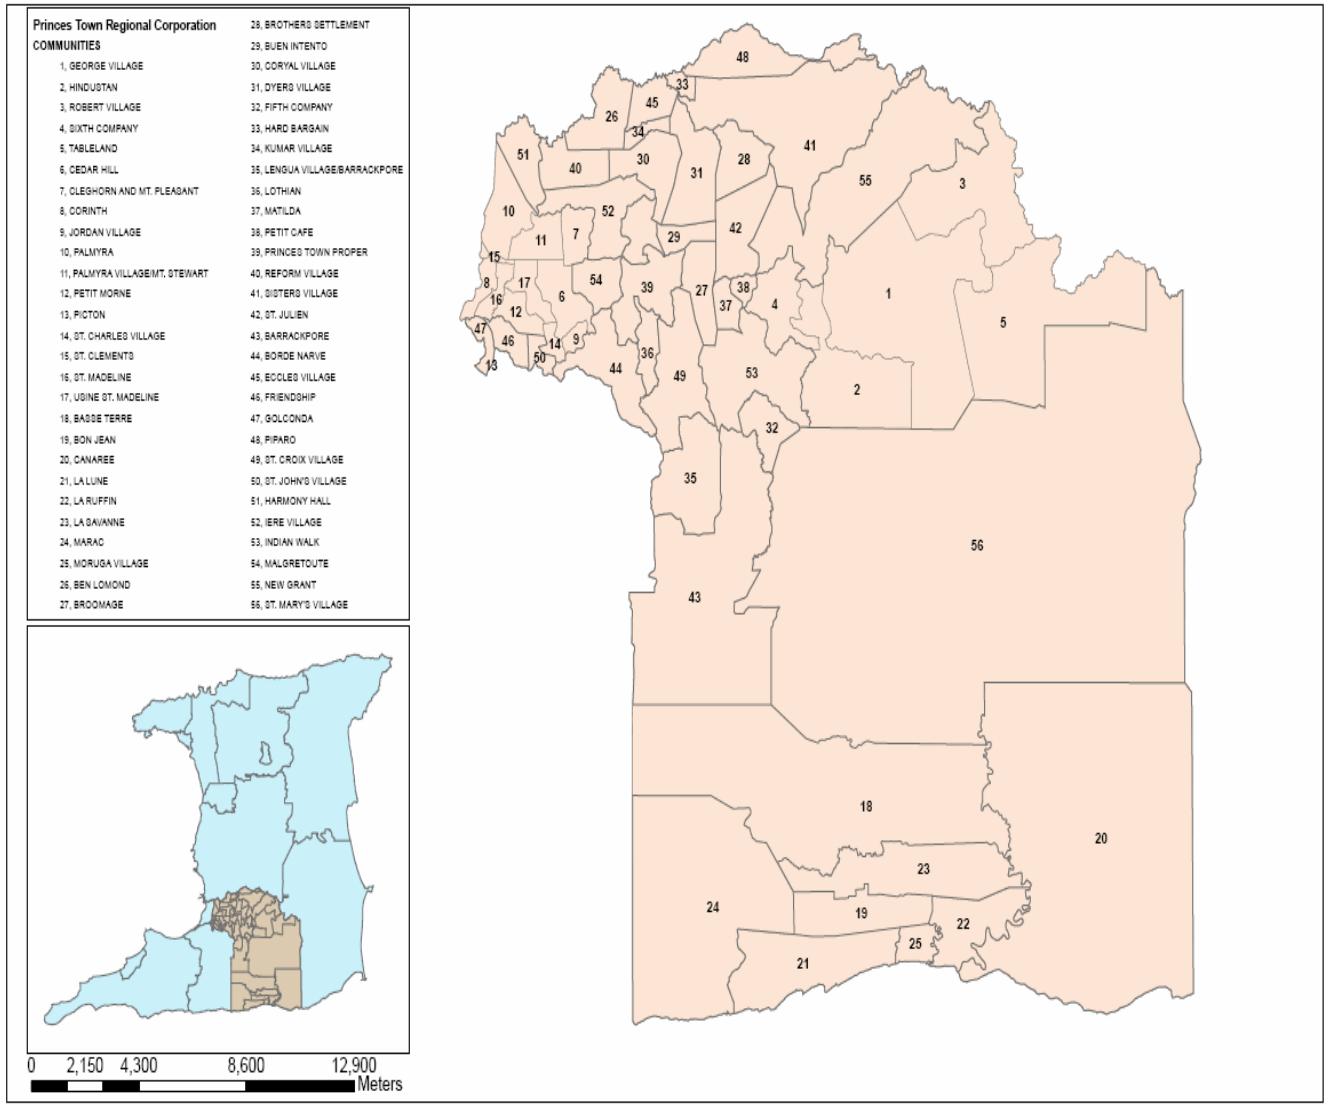 Princes Town Regional Corporation
COMMUNITIES
1, GEORGE VILLAGE
2, HINDUSTAN
3, ROBERT VILLAGE
4, SIXTH COMPANY
5, TABLELAND
6, CEDAR HILL
7, CLEGHORN AND MT. PLEASANT
8, CORINTH
9, JORDAN VILLAGE
10, PALMYRA
11, PALMYRA VILLAGE/MT. STEWART
12, PETIT MORNE
13, PICTON
14, ST. CHARLES VILLAGE
15, ST. CLEMENTS
16, ST. MADELINE
17, USINE ST. MADELINE
18, BASSE TERRE
19, BON JEAN
20, CANAREE
21, LA LUNE
22, LA RUFFIN
23, LA SAVANNE
24, MARAC
25, MORUGA VILLAGE
26, BEN LOMOND
27, BROOMAGE
28, BROTHERS SETTLEMENT
29, BUEN INTENTO
30, CORYAL VILLAGE
31, DYERS VILLAGE
32, FIFTH COMPANY
33, HARD BARGAIN
34, KUMAR VILLAGE
35, LENGUA VILLAGE/BARRACKPORE
36, LOTHIAN
37, MATILDA
38, PETIT CAFE
39, PRINCES TOWN PROPER
40, REFORM VILLAGE
41, SISTERS VILLAGE
42, ST. JULIEN
43, BARRACKPORE
44, BORDE NARVE
45, ECCLES VILLAGE
46, FRIENDSHIP
47, GOLCONDA
48, PIPARO
49, ST. CROIX VILLAGE
50, ST. JOHN'S VILLAGE
51, HARMONY HALL
52, IERE VILLAGE
53, INDIAN WALK
54, MALGRETOUTE
55, NEW GRANT
56, ST. MARY'S VILLAGE
48
33
45
26
34
41
51
40
30
31
28
55
3
10
52
11
7
29
42
15
8
17
54
39
27
38
1
16
12
6
37
4
5
47
46
14
9
50
13
44
36
49
53
2
32
35
56
43
18
20
23
24
19
22
25
21
0 2,150 4,300 8,600 12,900
Meters